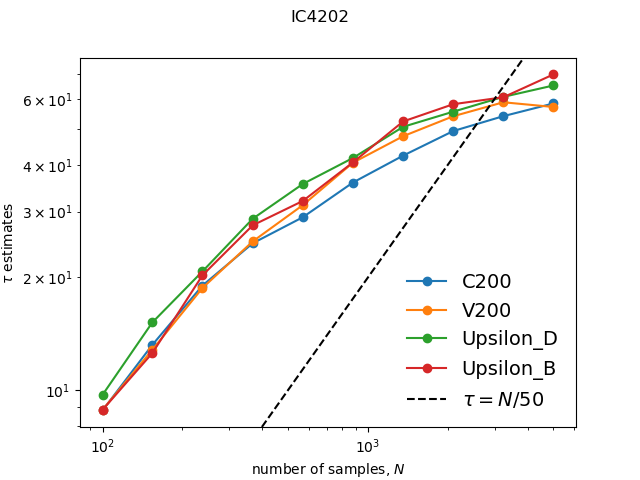 IC4202
τ estimates
6 × 10¹
4 × 10¹
3 × 10¹
2 × 10¹
10¹
10²
10³
number of samples, N
C200
V200
Upsilon_D
Upsilon_B
τ = N/50